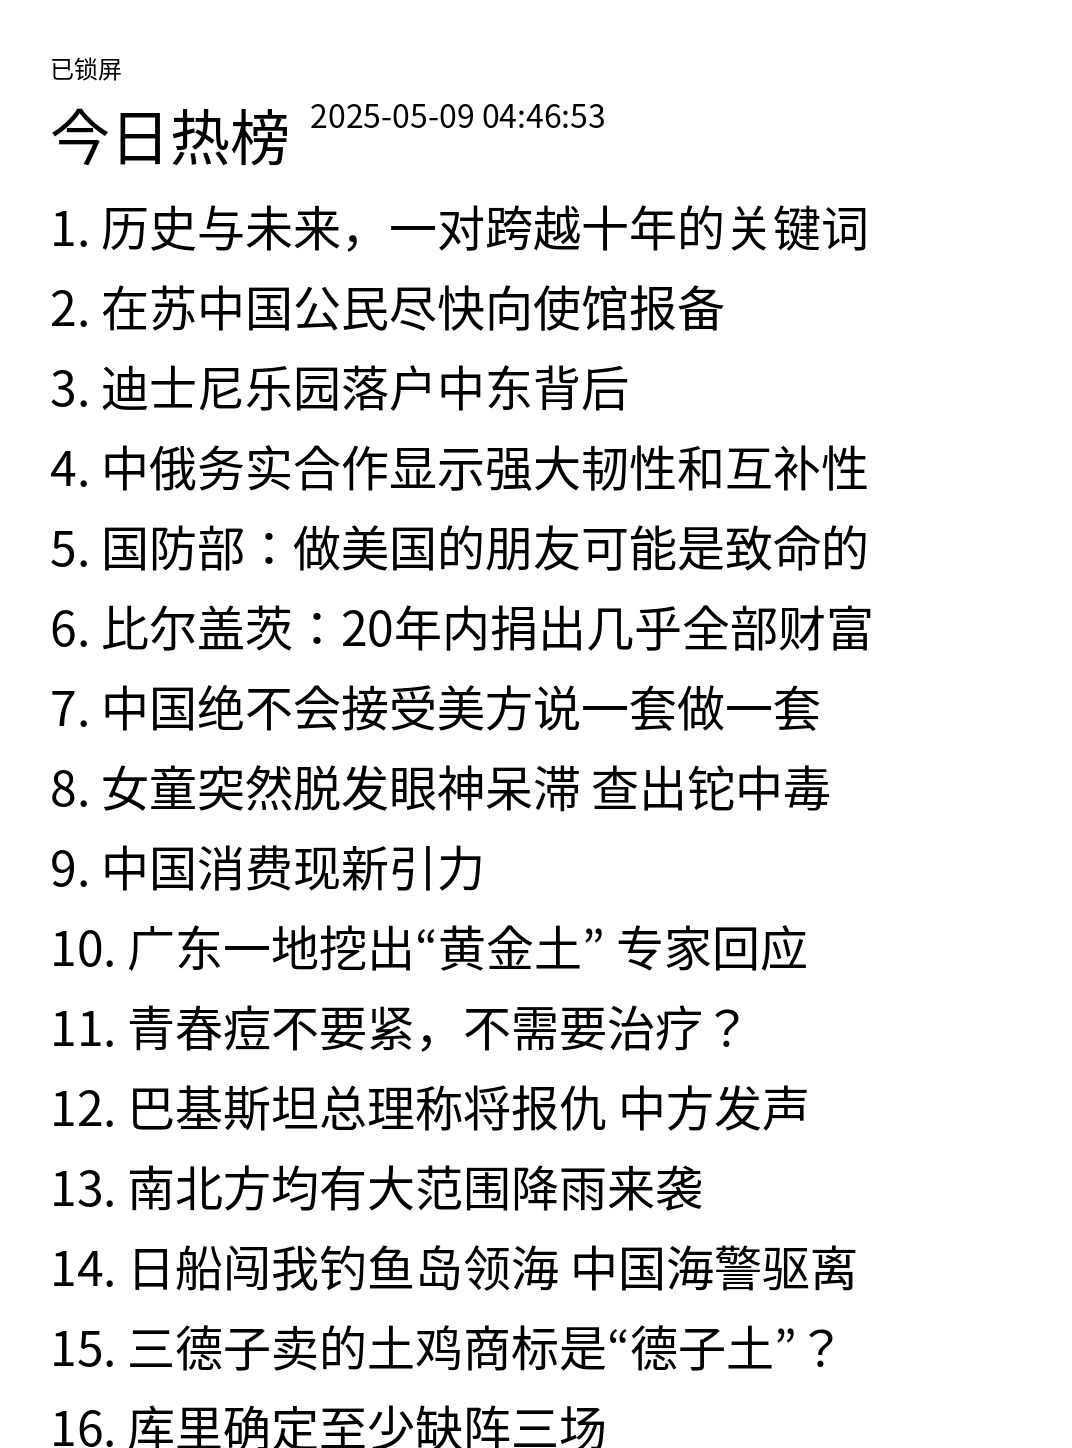 已锁屏
今日热榜 2025-05-09 04:46:53
1. 历史与未来，一对跨越十年的关键词
2. 在苏中国公民尽快向使馆报备
3. 迪士尼乐园落户中东背后
4. 中俄务实合作显示强大韧性和互补性
5. 国防部：做美国的朋友可能是致命的
6. 比尔盖茨：20年内捐出几乎全部财富
7. 中国绝不会接受美方说一套做一套
8. 女童突然脱发眼神呆滞 查出铊中毒
9. 中国消费现新引力
10. 广东一地挖出“黄金土” 专家回应
11. 青春痘不要紧，不需要治疗？
12. 巴基斯坦总理称将报仇 中方发声
13. 南北方均有大范围降雨来袭
14. 日船闯我钓鱼岛领海 中国海警驱离
15. 三德子卖的土鸡商标是“德子土”？
16. 库里确定至少缺阵三场